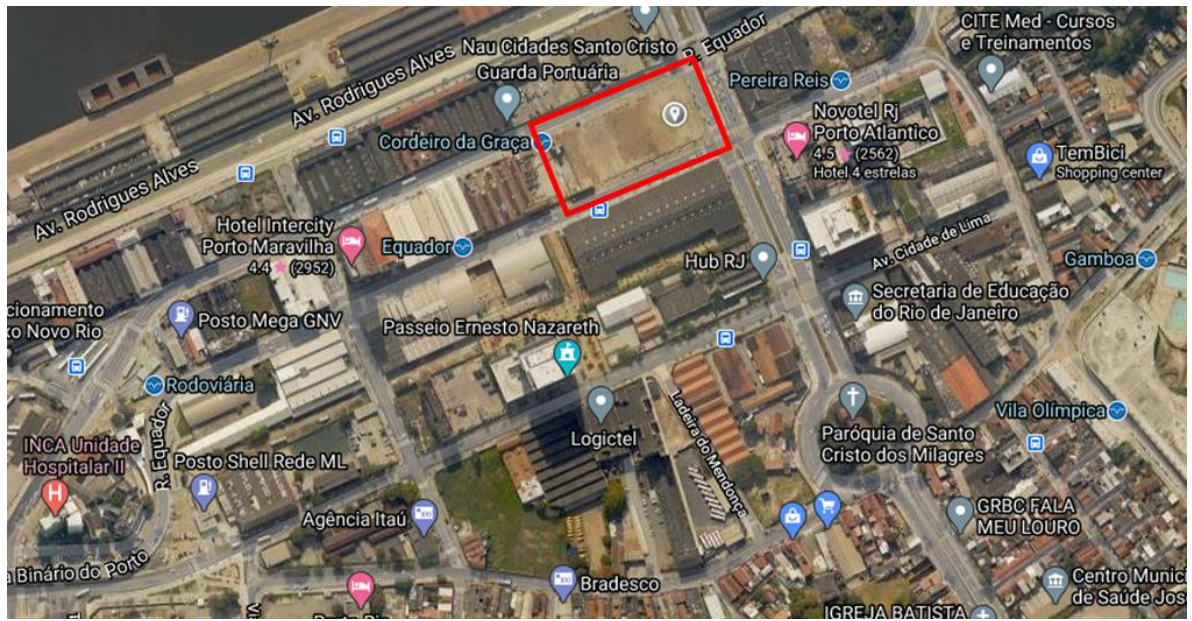 CITE Med - Cursos
e Treinamentos
R. Equador
Nau Cidades Santo Cristo
Av. Rodrigues Alves
Guarda Portuária
Pereira Reis
Novotel Rj
Porto Atlantico
4.5 ★ (2562)
Hotel 4 estrelas
Cordeiro da Graça
TemBici
Shopping center
Av. Rodrigues Alves
Hotel Intercity
Porto Maravilha
4.4 ★ (2952)
Equador
Av. Cidade de Lima
Hub RJ
Gamboa
Secretaria de Educação
do Rio de Janeiro
cionamento
xo Novo Rio
Posto Mega GNV
Passeio Ernesto Nazareth
Rodoviária
Ladeira do Mendonça
Vila Olímpica
R. Equador
INCA Unidade
Hospitalar II
Logictel
Paróquia de Santo
Cristo dos Milagres
Posto Shell Rede ML
Agência Itaú
GRBC FALA
MEU LOURO
a Binário do Porto
Bradesco
Centro Munici
de Saúde Jos
IGREJA BATISTA